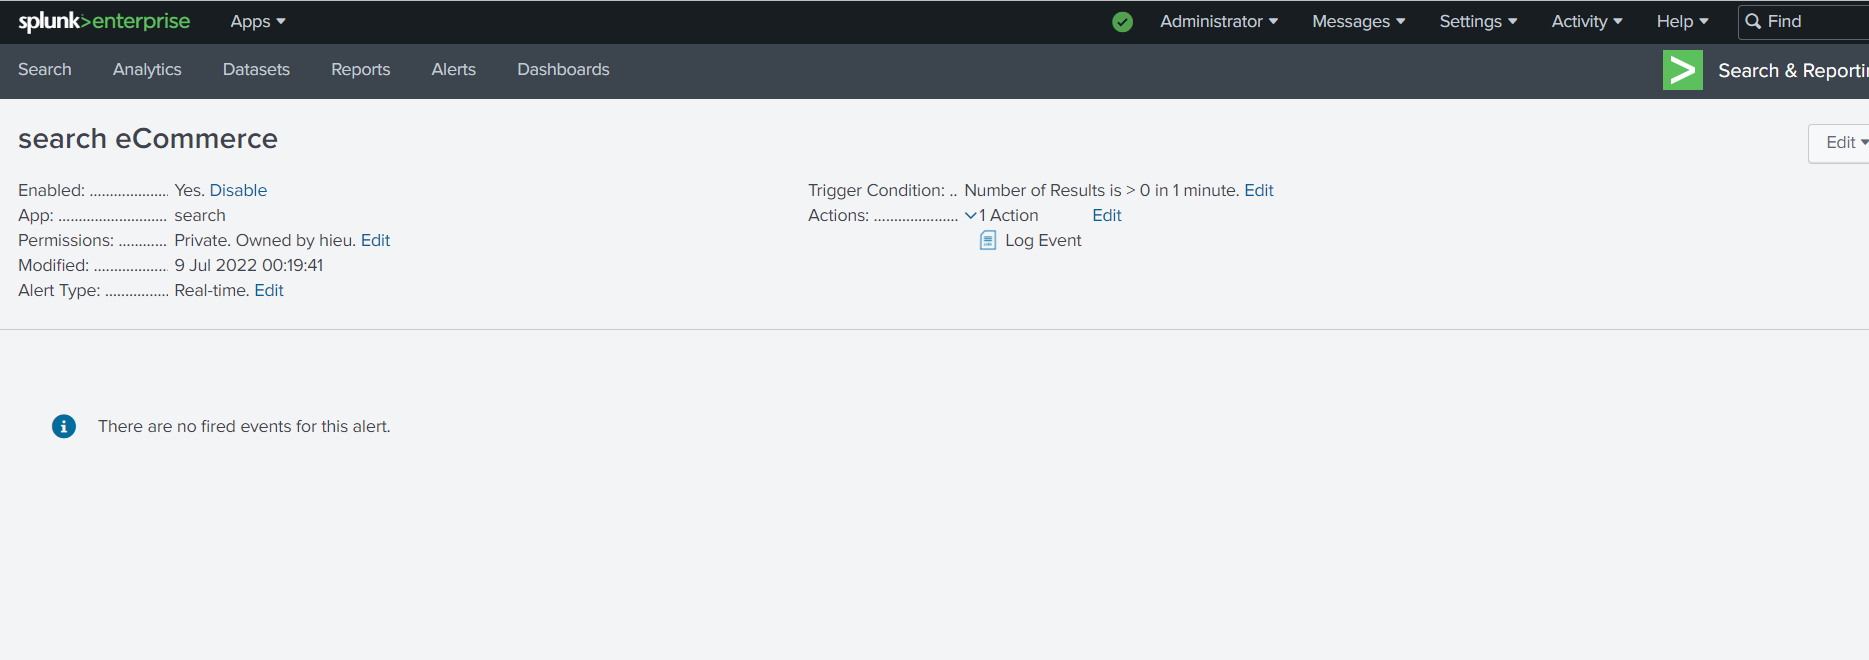 splunk>enterprise Apps Administrator Messages Settings Activity Help Find
Search Analytics Datasets Reports Alerts Dashboards Search & Reportin
search eCommerce
Edit
Enabled: ................... Yes. Disable
App: .......................... search
Permissions: ............ Private. Owned by hieu. Edit
Modified: .................. 9 Jul 2022 00:19:41
Alert Type: ................ Real-time. Edit
Trigger Condition: .. Number of Results is > 0 in 1 minute. Edit
Actions: ..................... 1 Action Edit
Log Event
There are no fired events for this alert.